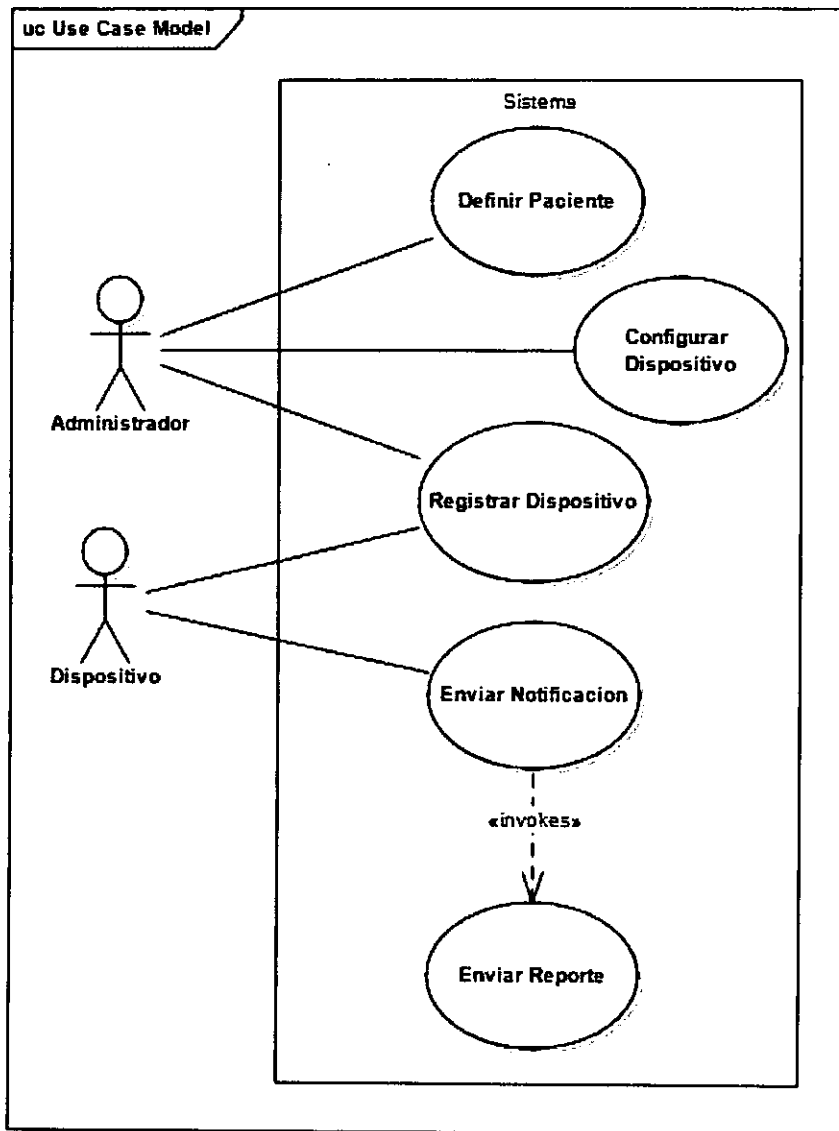 uc Use Case Model
Sistema
Definir Paciente
Configurar
Dispositivo
Administrador
Registrar Dispositivo
Dispositivo
Enviar Notificacion
«invokes»
Enviar Reporte